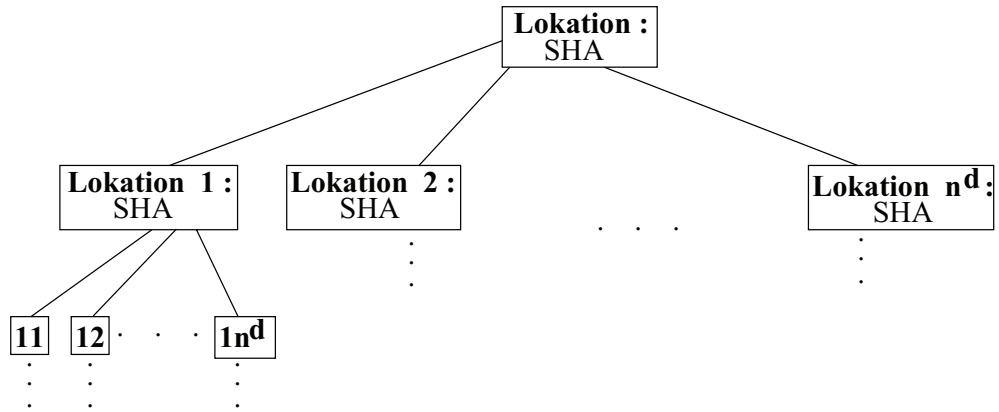 Lokation :
SHA
Lokation 1 :
SHA
Lokation 2 :
SHA
. . .
Lokation n^d :
SHA
11
12
. . .
1n^d